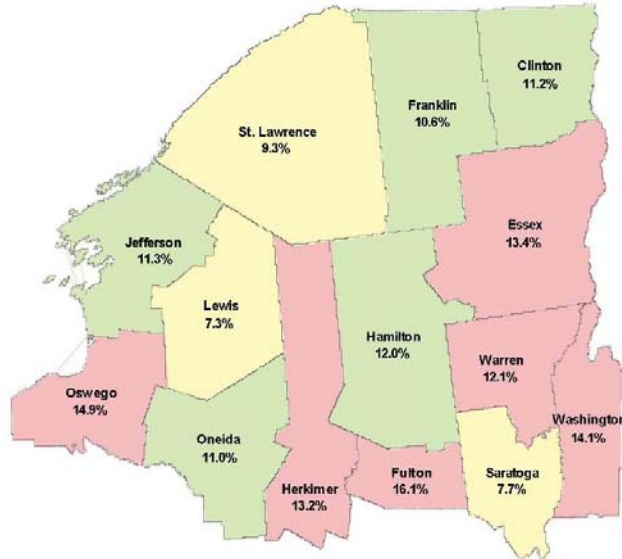 Clinton
11.2%
Franklin
10.6%
St. Lawrence
9.3%
Essex
13.4%
Jefferson
11.3%
Lewis
7.3%
Hamilton
12.0%
Warren
12.1%
Oswego
14.9%
Washington
14.1%
Oneida
11.0%
Herkimer
13.2%
Fulton
16.1%
Saratoga
7.7%